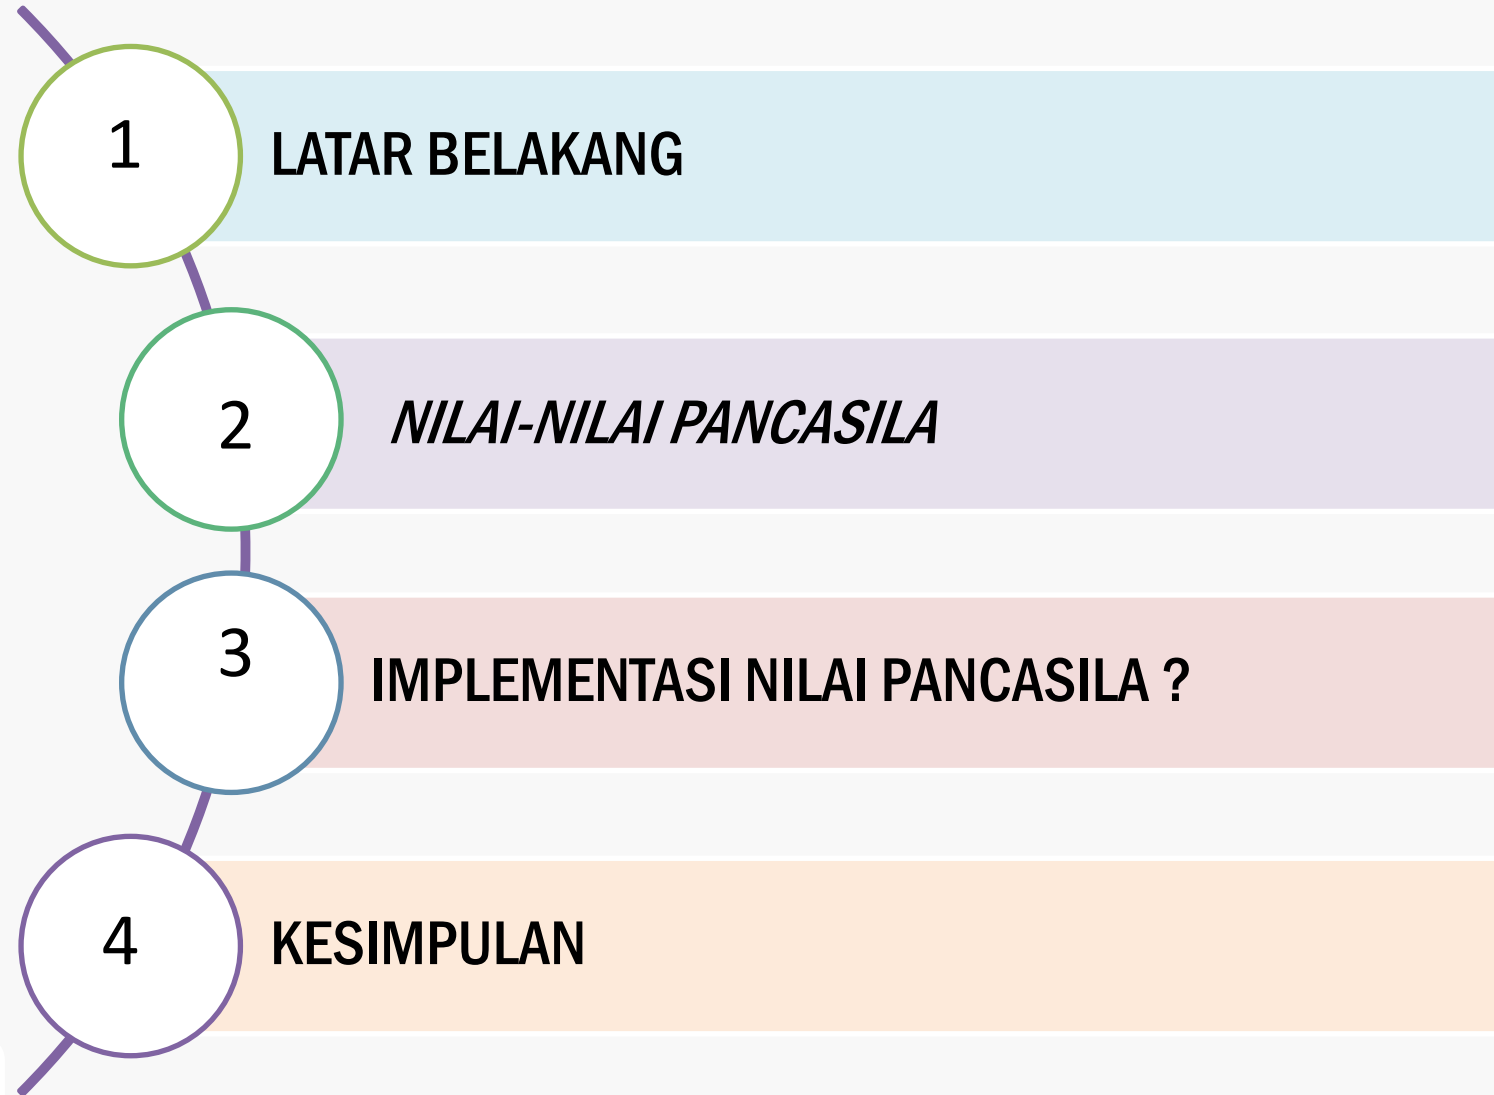 1
LATAR BELAKANG
2
NILAI-NILAI PANCASILA
3
IMPLEMENTASI NILAI PANCASILA ?
4
KESIMPULAN